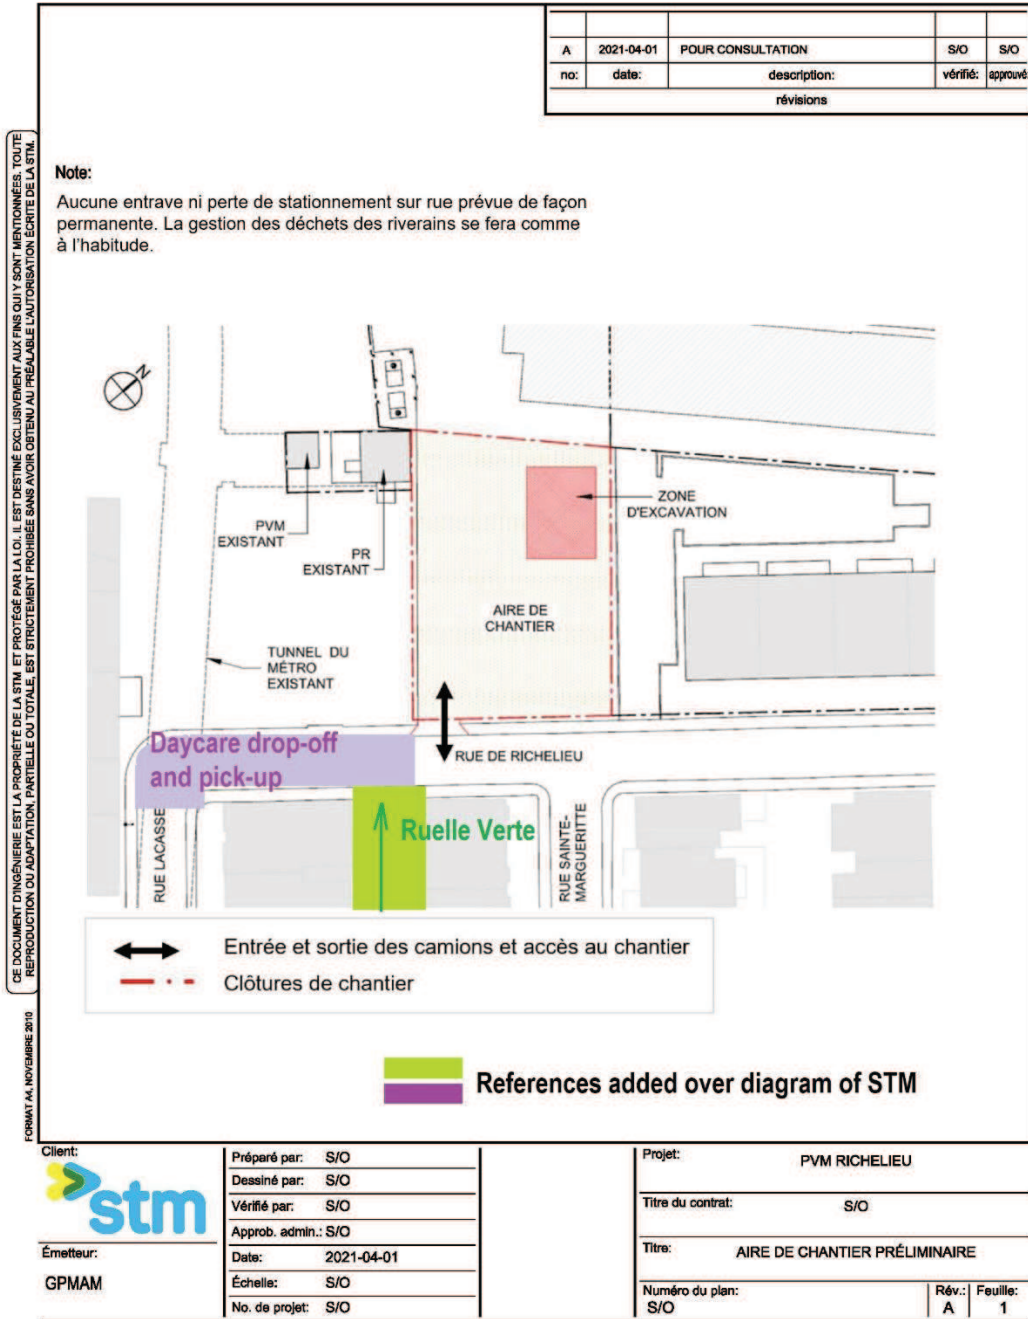 A 2021-04-01 POUR CONSULTATION S/O S/O
no: date: description: vérifié: approuvé:
révisions
CE DOCUMENT D'INGÉNIERIE EST LA PROPRIÉTÉ DE LA STM ET PROTÉGÉ PAR LA LOI. IL EST DESTINÉ EXCLUSIVEMENT AUX FINS QUI Y SONT MENTIONNÉES. TOUTE
REPRODUCTION OU ADAPTATION, PARTIELLE OU TOTALE, EST STRICTEMENT PROHIBÉE SANS AVOIR OBTENU AU PRÉALABLE L'AUTORISATION ÉCRITE DE LA STM.
FORMAT A4, NOVEMBRE 2010
Note:
Aucune entrave ni perte de stationnement sur rue prévue de façon
permanente. La gestion des déchets des riverains se fera comme
à l'habitude.
N
PVM
EXISTANT
PR
EXISTANT
ZONE
D'EXCAVATION
AIRE DE
CHANTIER
TUNNEL DU
MÉTRO
EXISTANT
Daycare drop-off
and pick-up
RUE DE RICHELIEU
Ruelle Verte
RUE LACASSE
RUE SAINTE-
MARGUERITTE
Entrée et sortie des camions et accès au chantier
Clôtures de chantier
References added over diagram of STM
Client:
stm
Émetteur:
GPMAM
Préparé par: S/O
Dessiné par: S/O
Vérifié par: S/O
Approb. admin.: S/O
Date: 2021-04-01
Échelle: S/O
No. de projet: S/O
Projet: PVM RICHELIEU
Titre du contrat: S/O
Titre: AIRE DE CHANTIER PRÉLIMINAIRE
Numéro du plan: Rév.: Feuille:
S/O A 1